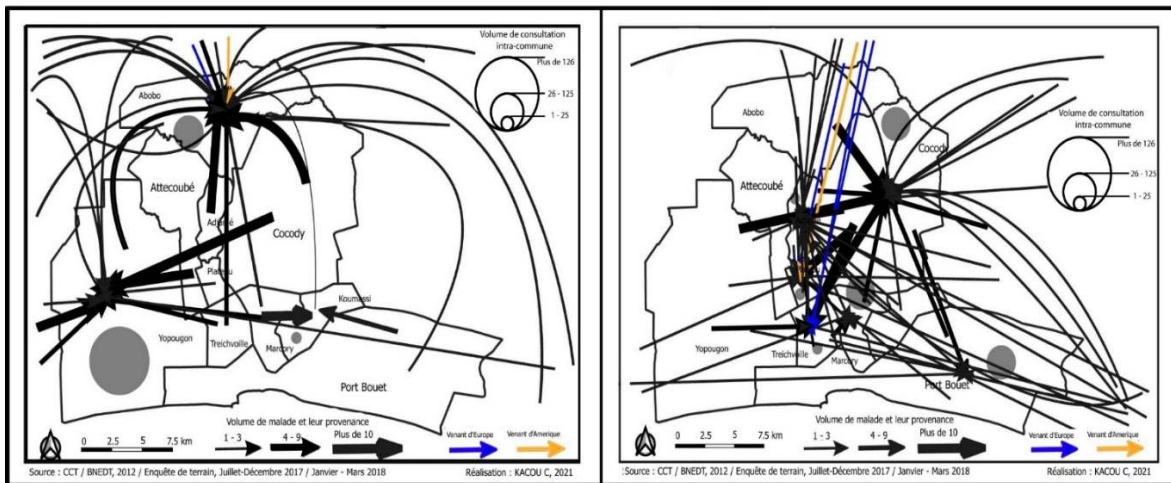 Volume de consultation
intra-commune
Plus de 126
26 - 125
1 - 25
Abobo
Attecoubé
Adjamé
Cocody
Plateau
Koumassi
Yopougon
Treichville
Marcory
Port Bouet
Volume de malade et leur provenance
0 2.5 5 7.5 km
1 - 3
4 - 9
Plus de 10
Venant d'Europe
Venant d'Amerique
Source : CCT / BNEDT, 2012 / Enquête de terrain, Juillet-Décembre 2017 / Janvier - Mars 2018
Réalisation : KACOU C, 2021
Volume de consultation
intra-commune
Plus de 126
26 - 125
1 - 25
Abobo
Cocody
Attecoubé
Yopougon
Treichville
Marcory
Port Bouet
Volume de malade et leur provenance
0 2.5 5 7.5 km
1 - 3
4 - 9
Plus de 10
Venant d'Europe
Venant d'Amerique
:Source : CCT / BNEDT, 2012 / Enquête de terrain, Juillet-Décembre 2017 / Janvier - Mars 2018
Réalisation : KACOU C, 2021